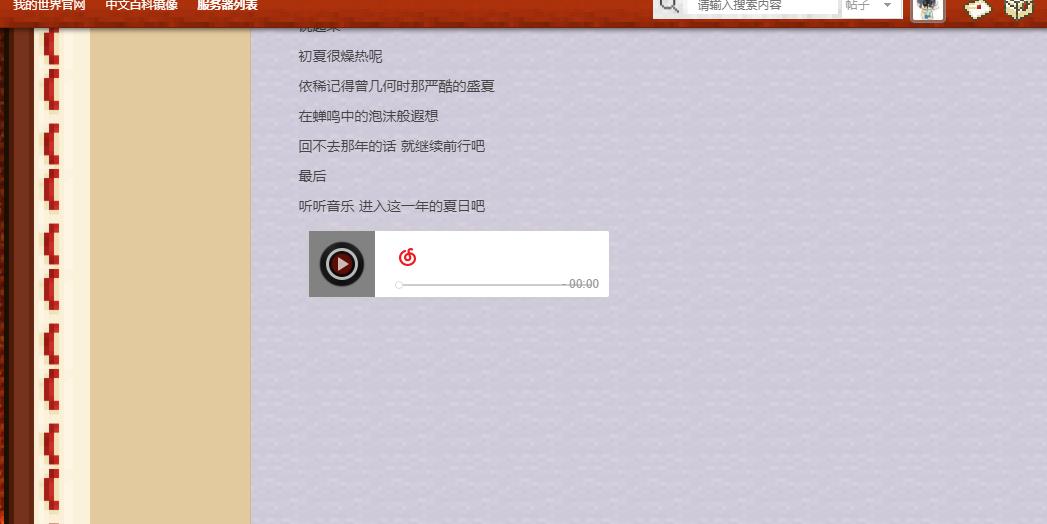 我的世界官网 中文百科镜像 服务器列表 请输入搜索内容 帖子
初夏很燥热呢
依稀记得曾几何时那严酷的盛夏
在蝉鸣中的泡沫般遐想
回不去那年的话 就继续前行吧
最后
听听音乐 进入这一年的夏日吧
- 00:00